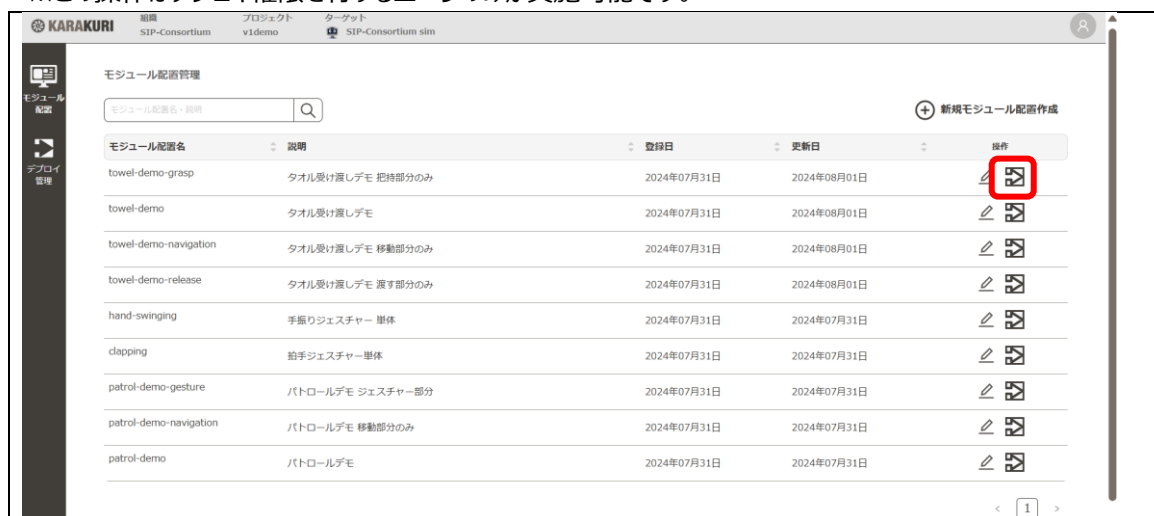 KARAKURI
組織 プロジェクト ターゲット
SIP-Consortium v1demo SIP-Consortium sim
モジュール配置
デプロイ管理
モジュール配置管理
モジュール配置名・説明
新規モジュール配置作成
モジュール配置名 説明 登録日 更新日 操作
towel-demo-grasp タオル受け渡しデモ 把持部分のみ 2024年07月31日 2024年08月01日
towel-demo タオル受け渡しデモ 2024年07月31日 2024年08月01日
towel-demo-navigation タオル受け渡しデモ 移動部分のみ 2024年07月31日 2024年08月01日
towel-demo-release タオル受け渡しデモ 渡す部分のみ 2024年07月31日 2024年08月01日
hand-swinging 手振りジェスチャー 単体 2024年07月31日 2024年07月31日
clapping 拍手ジェスチャー単体 2024年07月31日 2024年07月31日
patrol-demo-gesture パトロールデモ ジェスチャー部分 2024年07月31日 2024年07月31日
patrol-demo-navigation パトロールデモ 移動部分のみ 2024年07月31日 2024年07月31日
patrol-demo パトロールデモ 2024年07月31日 2024年07月31日
< 1 >